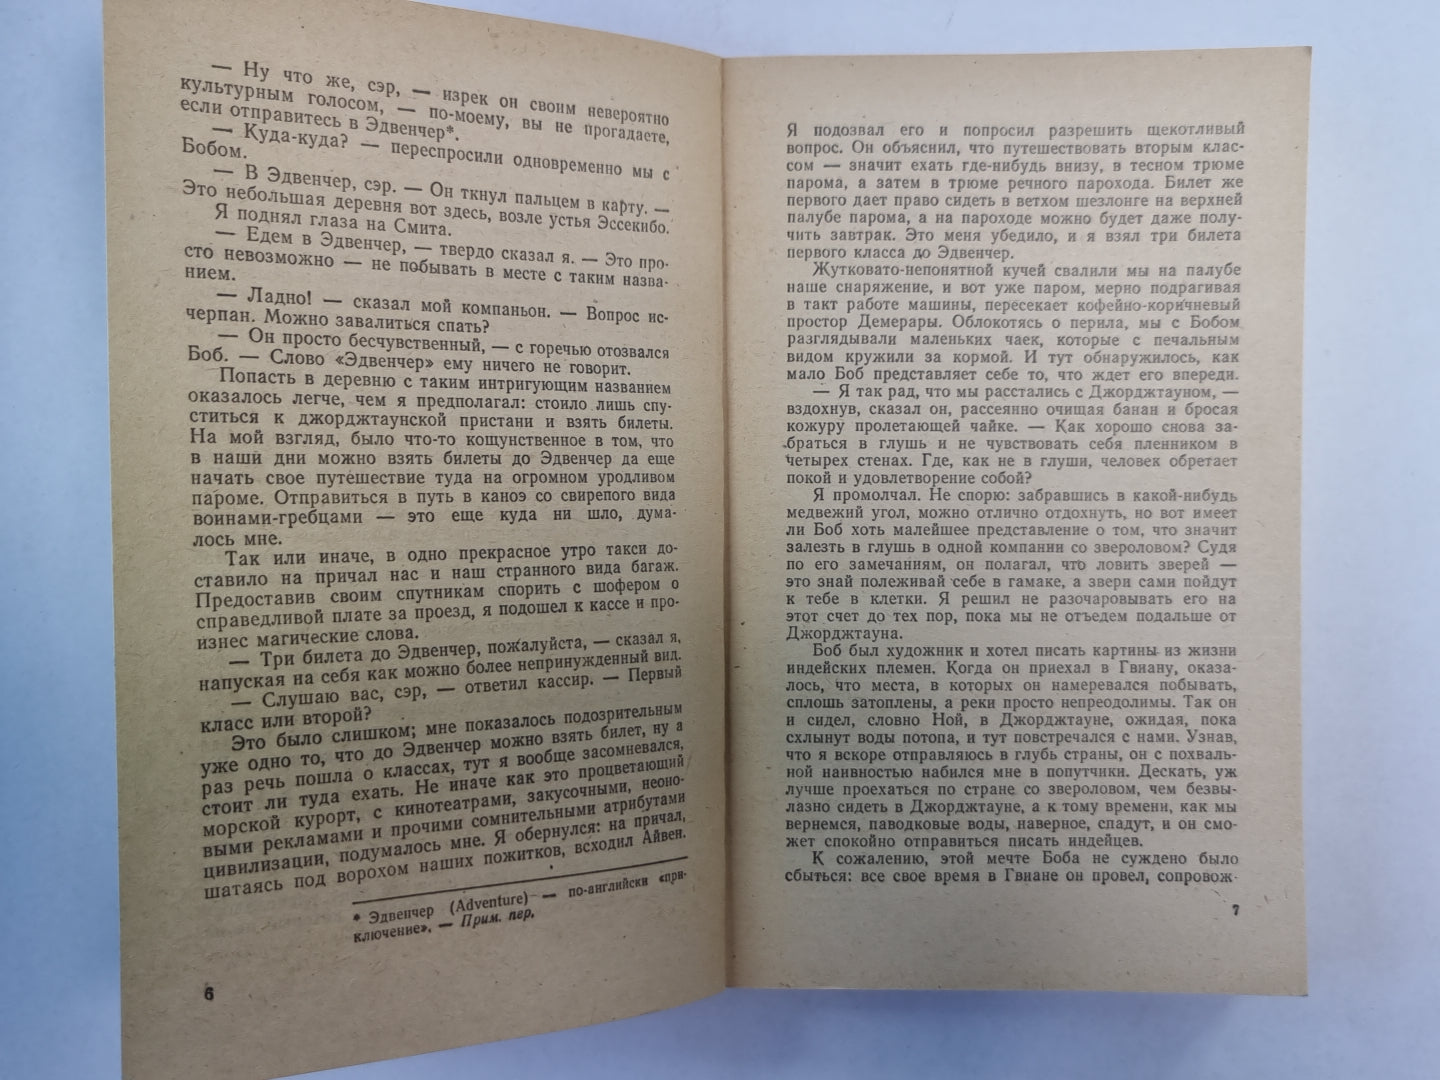 — Ну что же, сэр, — изрек он своим невероятно
культурным голосом, — по-моему, вы не прогадаете,
если отправитесь в Эдвенчер*.
— Куда-куда? — переспросили одновременно мы с
Бобом.
— В Эдвенчер, сэр. — Он ткнул пальцем в карту. —
Это небольшая деревня вот здесь, возле устья Эссекибо.
Я поднял глаза на Смита.
— Едем в Эдвенчер, — твердо сказал я. — Это про-
сто невозможно — не побывать в месте с таким назва-
нием.
— Ладно! — сказал мой компаньон. — Вопрос ис-
черпан. Можно завалиться спать?
— Он просто бесчувственный, — с горечью отозвался
Боб. — Слово «Эдвенчер» ему ничего не говорит.
Попасть в деревню с таким интригующим названием
оказалось легче, чем я предполагал: стоило лишь спу-
ститься к джорджтаунской пристани и взять билеты.
На мой взгляд, было что-то кощунственное в том, что
в наши дни можно взять билеты до Эдвенчер да еще
начать свое путешествие туда на огромном уродливом
пароме. Отправиться в путь в каноэ со свирепого вида
воинами-гребцами — это еще куда ни шло, дума-
лось мне.
Так или иначе, в одно прекрасное утро такси до-
ставило на причал нас и наш странного вида багаж.
Предоставив своим спутникам спорить с шофером о
справедливой плате за проезд, я подошел к кассе и про-
изнес магические слова.
— Три билета до Эдвенчер, пожалуйста, — сказал я,
напуская на себя как можно более непринужденный вид.
— Слушаю вас, сэр, — ответил кассир. — Первый
класс или второй?
Это было слишком; мне показалось подозрительным
уже одно то, что до Эдвенчер можно взять билет, ну а
раз речь пошла о классах, тут я вообще засомневался,
стоит ли туда ехать. Не иначе как это процветающий
морской курорт, с кинотеатрами, закусочными, неоно-
выми рекламами и прочими сомнительными атрибутами
цивилизации, подумалось мне. Я обернулся: на причал,
шатаясь под ворохом наших пожитков, всходил Айвен.
* Эдвенчер (Adventure) — по-английски «при-
ключение». — Прим. пер.
6
Я подозвал его и попросил разрешить щекотливый
вопрос. Он объяснил, что путешествовать вторым клас-
сом — значит ехать где-нибудь внизу, в тесном трюме
парома, а затем в трюме речного парохода. Билет же
первого дает право сидеть в ветхом шезлонге на верхней
палубе парома, а на пароходе можно будет даже полу-
чить завтрак. Это меня убедило, и я взял три билета
первого класса до Эдвенчер.
Жутковато-непонятной кучей свалили мы на палубе
наше снаряжение, и вот уже паром, мерно подрагивая
в такт работе машины, пересекает кофейно-коричневый
простор Демерары. Облокотясь о перила, мы с Бобом
разглядывали маленьких чаек, которые с печальным
видом кружили за кормой. И тут обнаружилось, как
мало Боб представляет себе то, что ждет его впереди.
— Я так рад, что мы расстались с Джорджтауном, —
вздохнув, сказал он, рассеянно очищая банан и бросая
кожуру пролетающей чайке. — Как хорошо снова за-
браться в глушь и не чувствовать себя пленником в
четырех стенах. Где, как не в глуши, человек обретает
покой и удовлетворение собой?
Я промолчал. Не спорю: забравшись в какой-нибудь
медвежий угол, можно отлично отдохнуть, но вот имеет
ли Боб хоть малейшее представление о том, что значит
залезть в глушь в одной компании со звероловом? Судя
по его замечаниям, он полагал, что ловить зверей —
это знай полеживай себе в гамаке, а звери сами пойдут
к тебе в клетки. Я решил не разочаровывать его на
этот счет до тех пор, пока мы не отъедем подальше от
Джорджтауна.
Боб был художник и хотел писать картины из жизни
индейских племен. Когда он приехал в Гвиану, оказа-
лось, что места, в которых он намеревался побывать,
сплошь затоплены, а реки просто непреодолимы. Так он
и сидел, словно Ной, в Джорджтауне, ожидая, пока
схлынут воды потопа, и тут повстречался с нами. Узнав,
что я вскоре отправляюсь в глубь страны, он с похваль-
ной наивностью набился мне в попутчики. Дескать, уж
лучше проехаться по стране со звероловом, чем безвы-
лазно сидеть в Джорджтауне, а к тому времени, как мы
вернемся, паводковые воды, наверное, спадут, и он смо-
жет спокойно отправиться писать индейцев.
К сожалению, этой мечте Боба не суждено было
сбыться: все свое время в Гвиане он провел, сопровож-
7